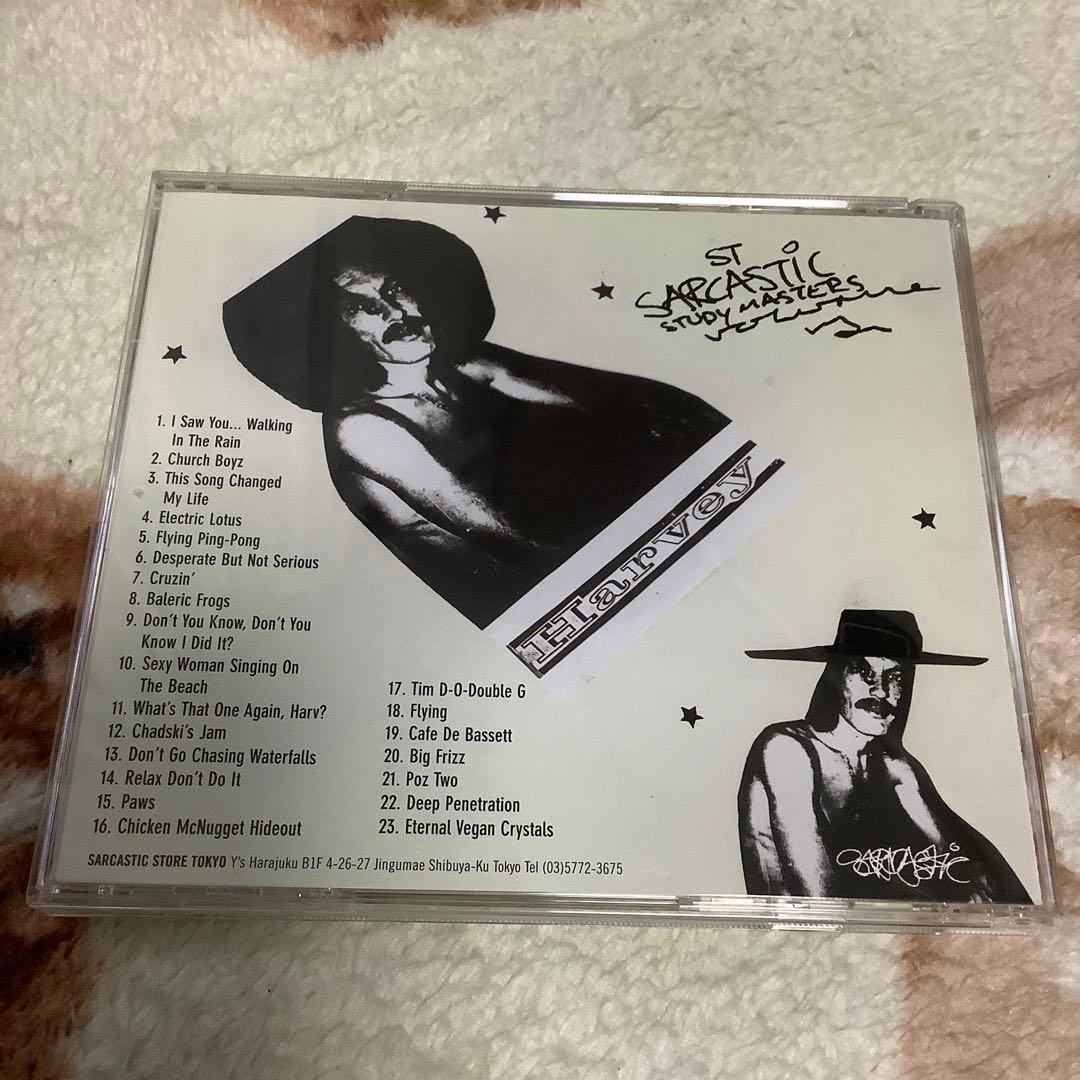 ST
SARCASTIC
STUDY MASTERS
Harvey
1. I Saw You... Walking
In The Rain
2. Church Boyz
3. This Song Changed
My Life
4. Electric Lotus
5. Flying Ping-Pong
6. Desperate But Not Serious
7. Cruzin'
8. Baleric Frogs
9. Don't You Know, Don't You
Know I Did It?
10. Sexy Woman Singing On
The Beach
11. What's That One Again, Harv?
12. Chadski's Jam
13. Don't Go Chasing Waterfalls
14. Relax Don't Do It
15. Paws
16. Chicken McNugget Hideout
17. Tim D-O-Double G
18. Flying
19. Cafe De Bassett
20. Big Frizz
21. Poz Two
22. Deep Penetration
23. Eternal Vegan Crystals
SARCASTIC STORE TOKYO Y's Harajuku B1F 4-26-27 Jingumae Shibuya-Ku Tokyo Tel (03)5772-3675
SARCASTIC